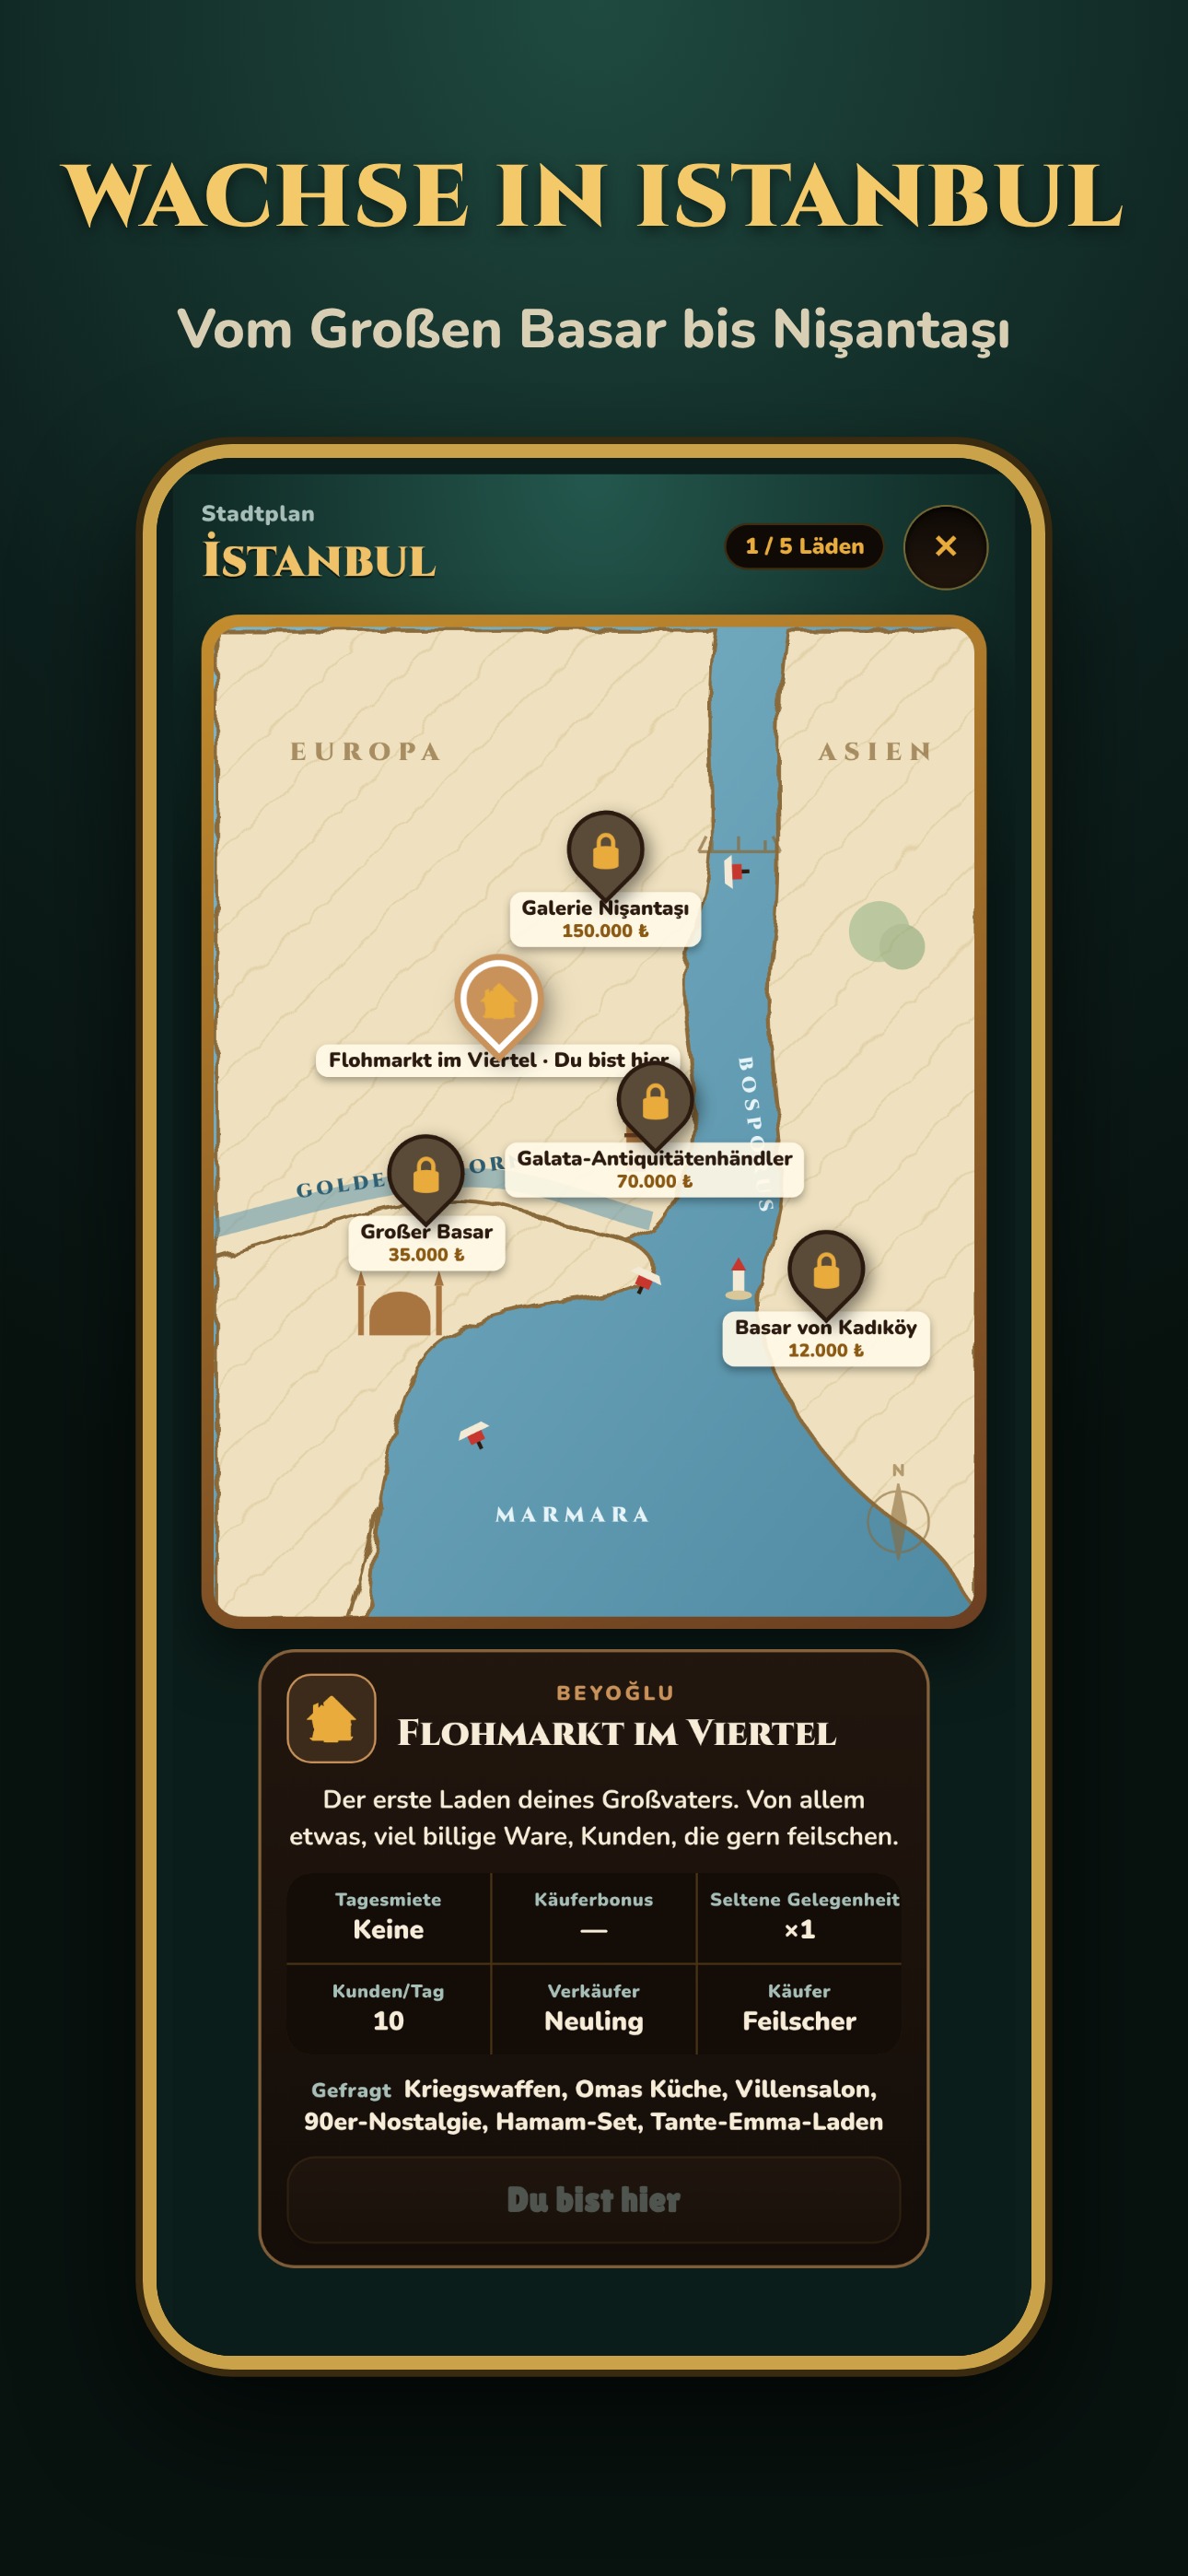 WACHSE IN ISTANBUL
Vom Großen Basar bis Nişantaşı
Stadtplan
İSTANBUL
1 / 5 Läden
×
EUROPA
ASIEN
Galerie Nişantaşı
150.000 ₺
Flohmarkt im Viertel · Du bist hier
BOSPORUS
Galata-Antiquitätenhändler
70.000 ₺
GOLDENES HORN
Großer Basar
35.000 ₺
Basar von Kadıköy
12.000 ₺
N
MARMARA
BEYOĞLU
FLOHMARKT IM VIERTEL
Der erste Laden deines Großvaters. Von allem
etwas, viel billige Ware, Kunden, die gern feilschen.
Tagesmiete
Käuferbonus
Seltene Gelegenheit
Keine
—
×1
Kunden/Tag
Verkäufer
Käufer
10
Neuling
Feilscher
Gefragt Kriegswaffen, Omas Küche, Villensalon,
90er-Nostalgie, Hamam-Set, Tante-Emma-Laden
Du bist hier